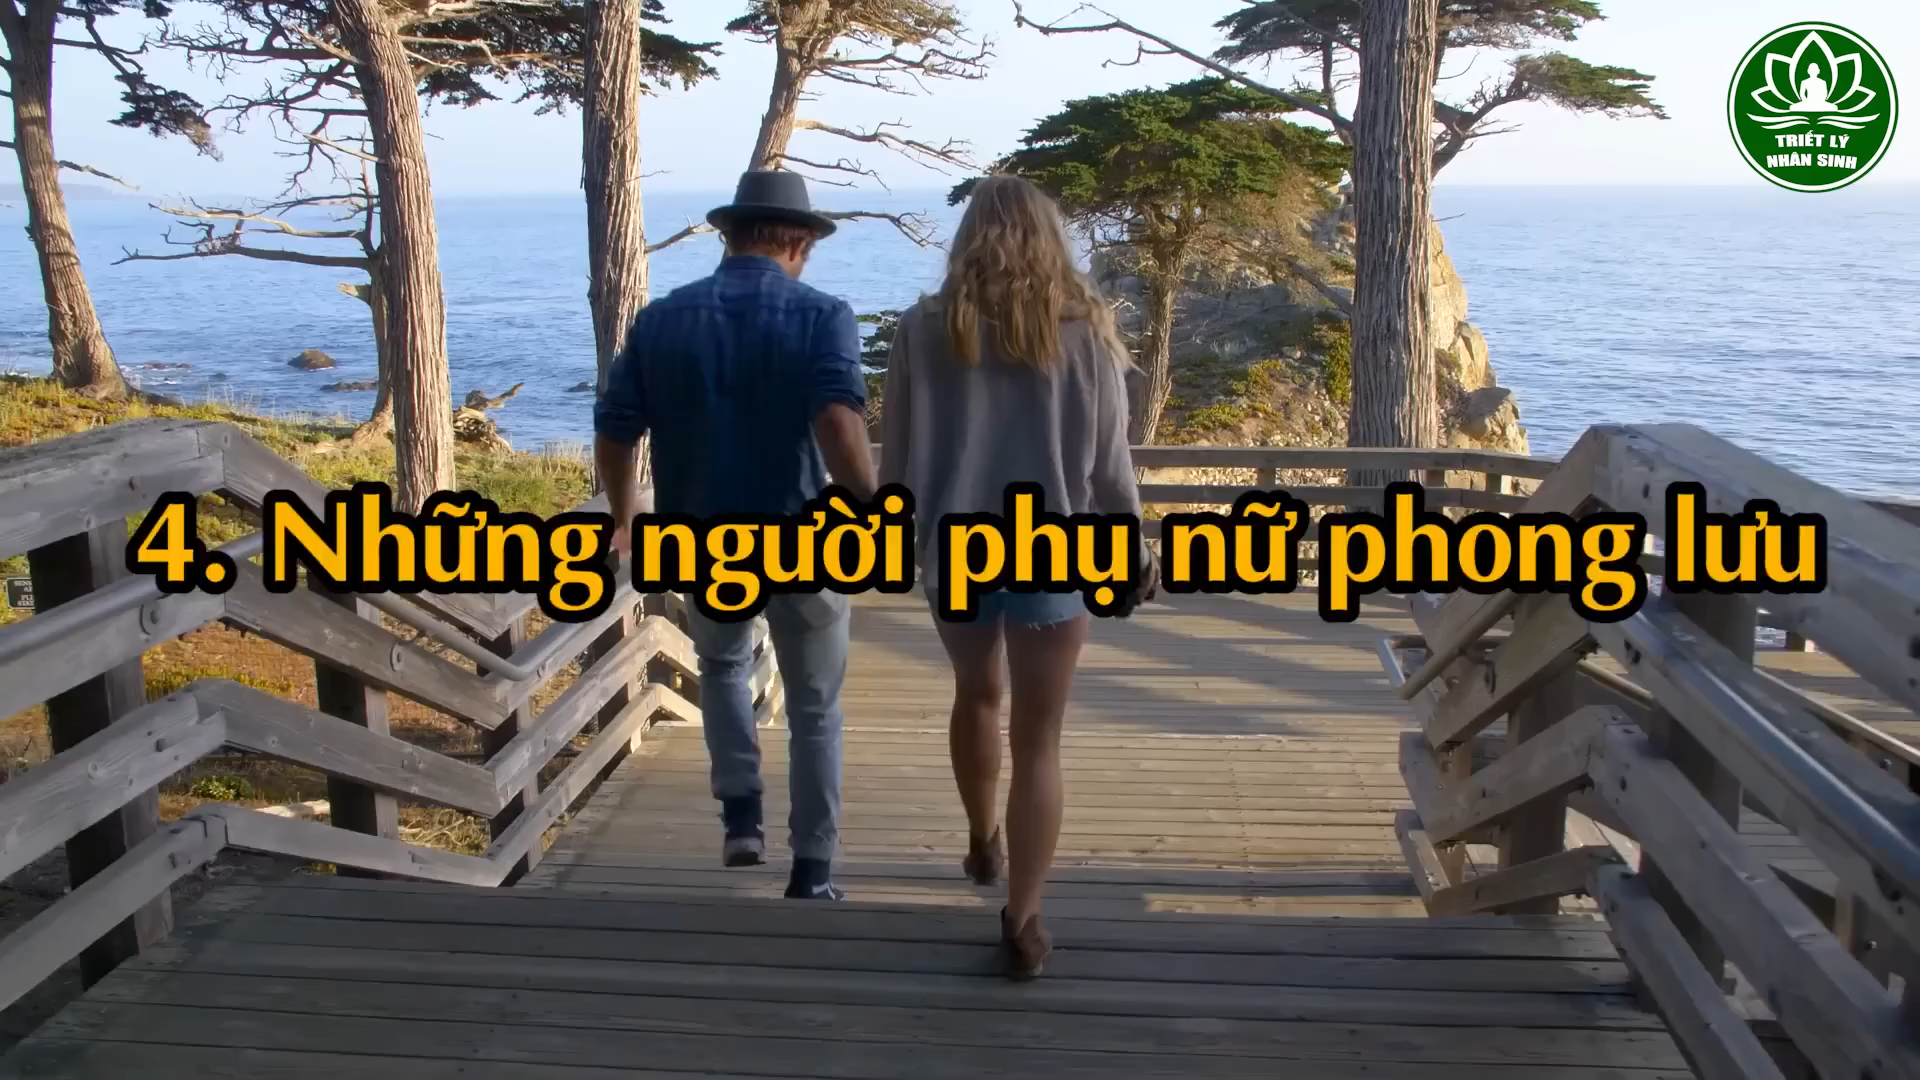 TRIẾT LÝ
NHÂN SINH
4. Những người phụ nữ phong lưu